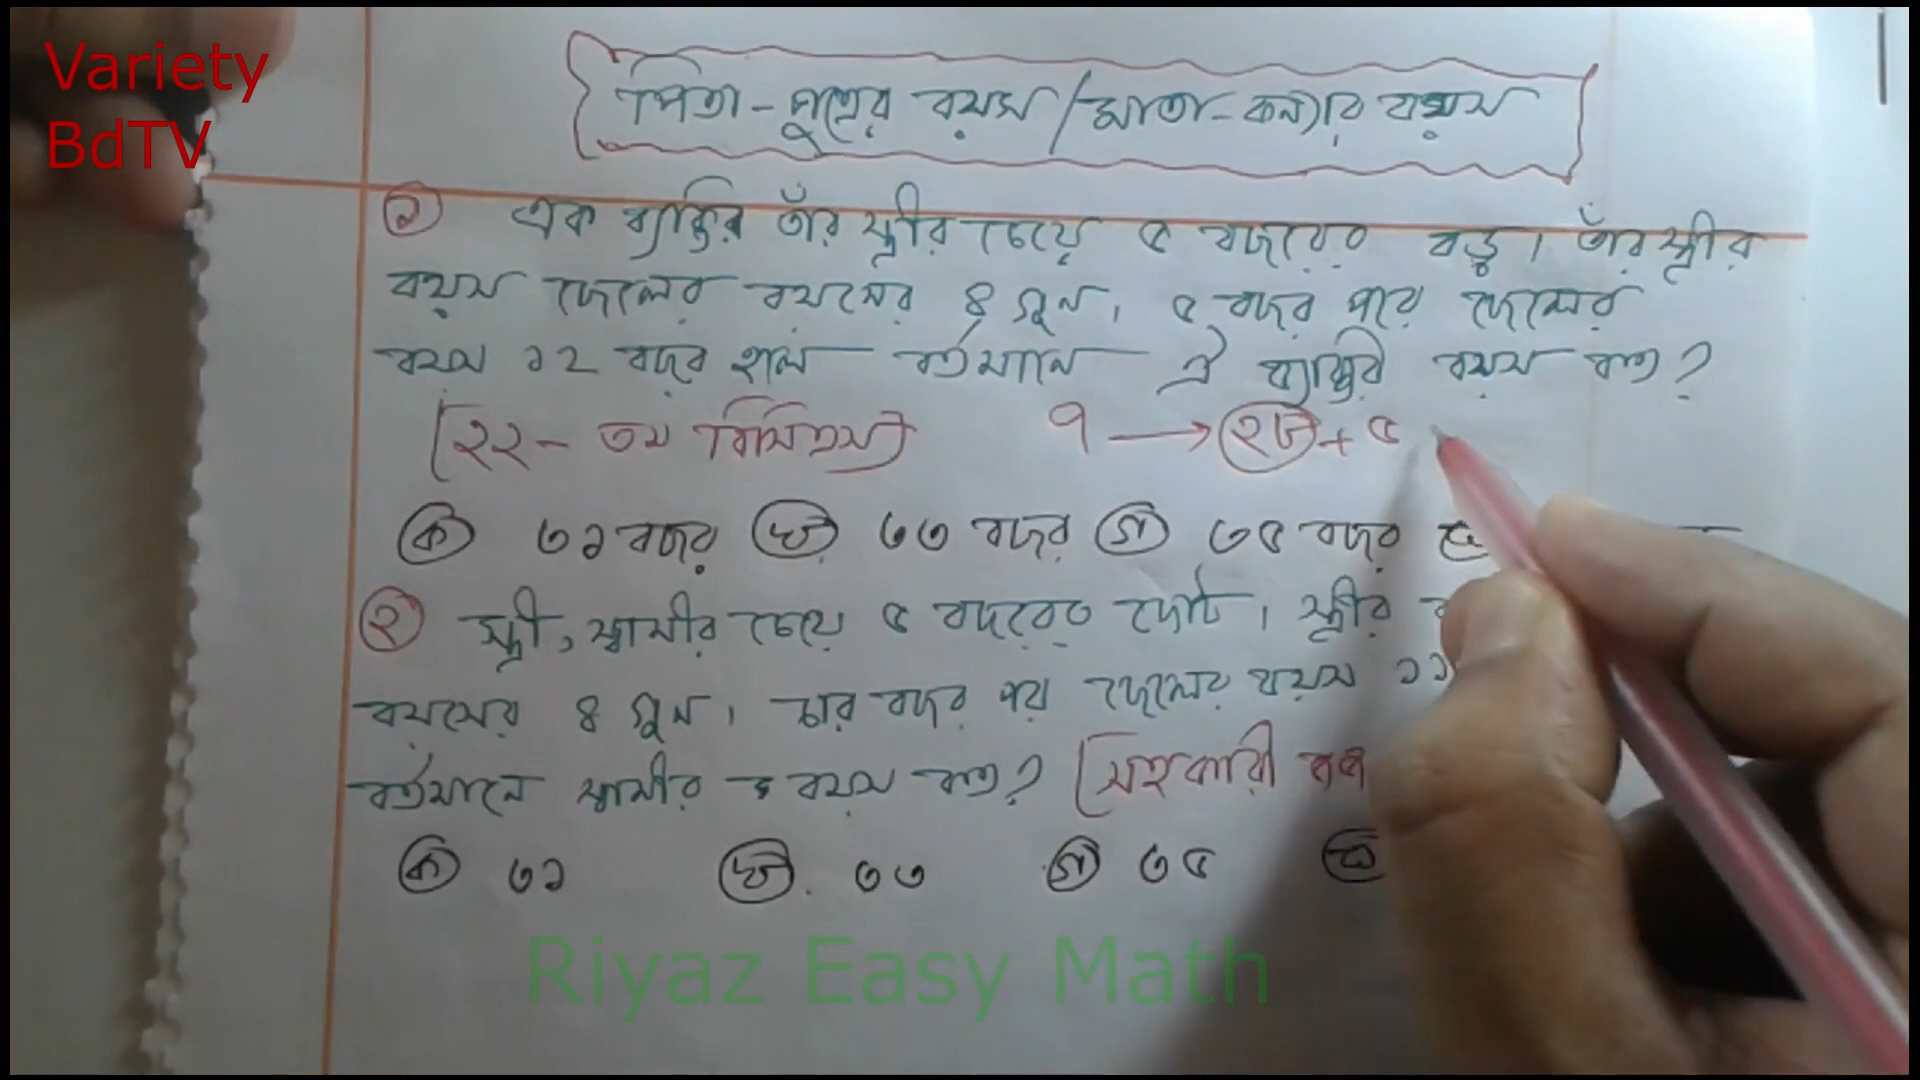 Variety
BdTV
পিতা-পুত্রের বয়স / মাতা-কন্যার বয়স
১ এক ব্যক্তির তাঁর স্ত্রীর চেয়ে ৫ বছরের বড়। তাঁর স্ত্রীর
বয়স ছেলের বয়সের ৪ গুন। ৫ বছর পরে ছেলের
বয়স ১২ বছর হলে বর্তমানে ঐ ব্যক্তির বয়স কত?
[২২- তম বিসিএস] ৭ → ২৮ + ৫
ক ৩১ বছর খ ৩৩ বছর গ ৩৫ বছর
২ স্ত্রী, স্বামীর চেয়ে ৫ বছরের ছোট। স্ত্রীর
বয়সের ৪ গুন। চার বছর পর ছেলের বয়স ১১
বর্তমানে স্বামীর বয়স কত? [সহকারী
ক ৩১ খ ৩৩ গ ৩৫ ঘ
Riyaz Easy Math